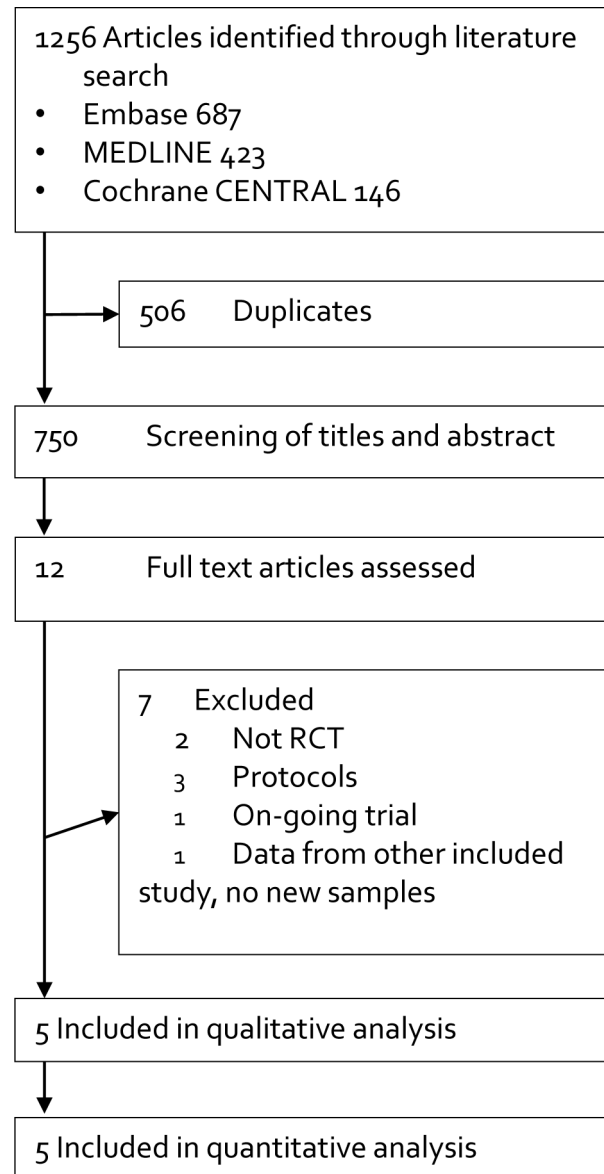 1256 Articles identified through literature
search
• Embase 687
• MEDLINE 423
• Cochrane CENTRAL 146
506 Duplicates
750 Screening of titles and abstract
12 Full text articles assessed
7 Excluded
2 Not RCT
3 Protocols
1 On-going trial
1 Data from other included
study, no new samples
5 Included in qualitative analysis
5 Included in quantitative analysis